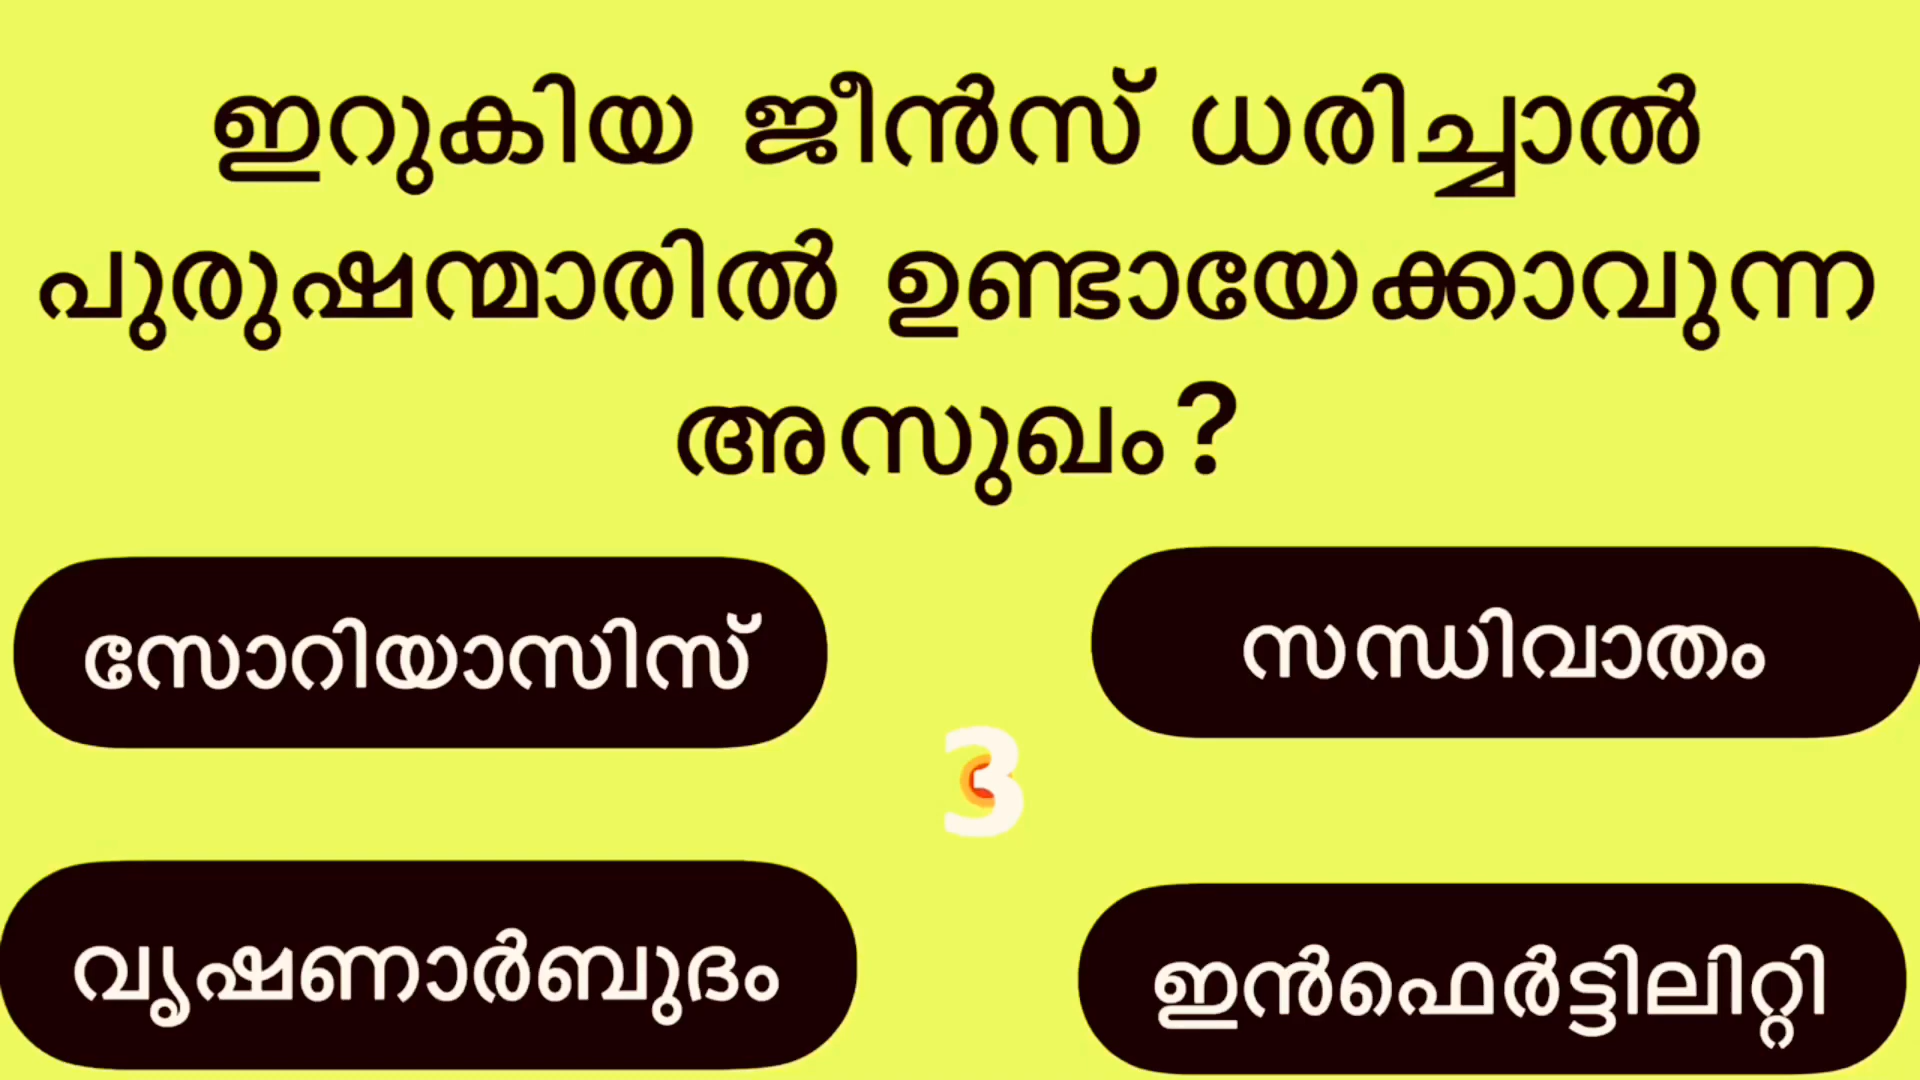 ഇറുകിയ ജീൻസ് ധരിച്ചാൽ
പുരുഷന്മാരിൽ ഉണ്ടായേക്കാവുന്ന
അസുഖം?
സോറിയാസിസ്
സന്ധിവാതം
3
വൃഷണാർബുദം
ഇൻഫെർട്ടിലിറ്റി